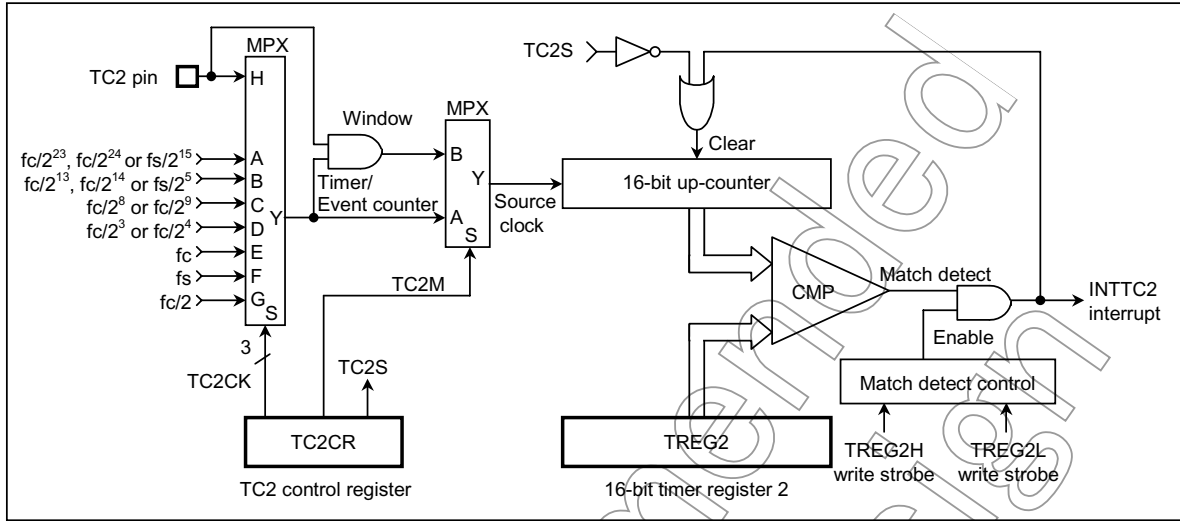 MPX
TC2 pin
H
fc/2^23, fc/2^24 or fs/2^15
A
fc/2^13, fc/2^14 or fs/2^5
B
fc/2^8 or fc/2^9
C
fc/2^3 or fc/2^4
D
fc
E
fs
F
fc/2
G
Y
S
Window
Timer/
Event counter
MPX
B
Y
A
S
Source
clock
TC2M
3
TC2CK
TC2S
TC2CR
TC2 control register
TC2S
Clear
16-bit up-counter
CMP
Match detect
INTTC2
interrupt
Enable
Match detect control
TREG2H
write strobe
TREG2L
write strobe
TREG2
16-bit timer register 2
mended
esign